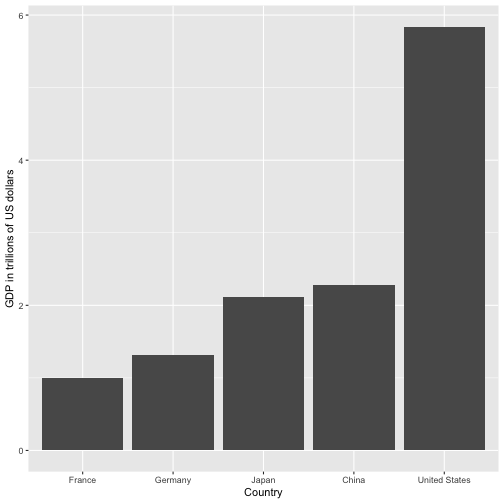 GDP in trillions of US dollars
6
4
2
0
France Germany Japan China United States
Country